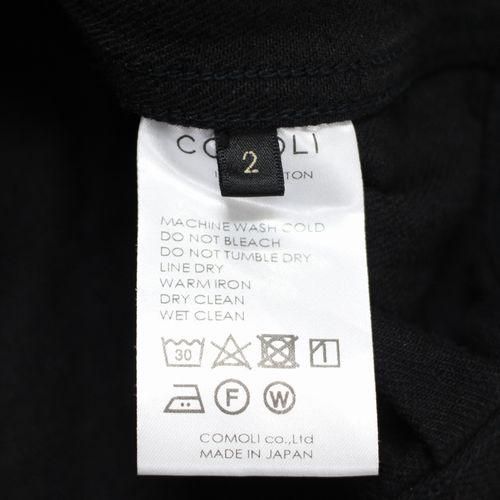 COMOLI
2
MACHINE WASH COLD
DO NOT BLEACH
DO NOT TUMBLE DRY
LINE DRY
WARM IRON
DRY CLEAN
WET CLEAN
30
F W
COMOLI co.,Ltd
MADE IN JAPAN